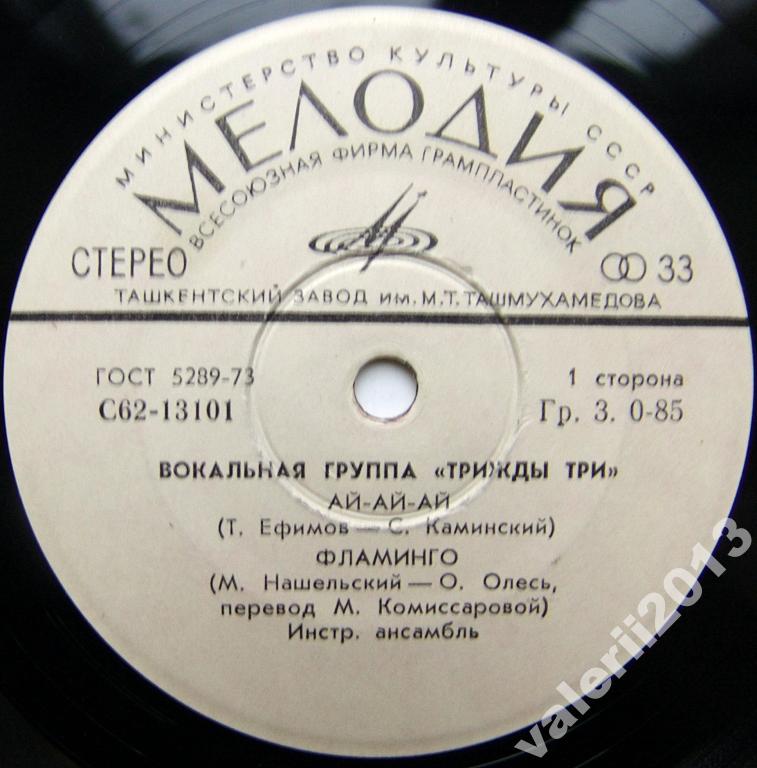 МИНИСТЕРСТВО КУЛЬТУРЫ СССР
МЕЛОДИЯ
ВСЕСОЮЗНАЯ ФИРМА ГРАМПЛАСТИНОК
СТЕРЕО 33
ТАШКЕНТСКИЙ ЗАВОД ИМ. М.Т. ТАШМУХАМЕДОВА
ГОСТ 5289-73 1 сторона
С62-13101 Гр. 3. 0-85
ВОКАЛЬНАЯ ГРУППА «ТРИЖДЫ ТРИ»
АЙ-АЙ-АЙ
(Т. Ефимов — С. Каминский)
ФЛАМИНГО
(М. Нашельский — О. Олесь,
перевод М. Комиссаровой)
Инстр. ансамбль
valerii2013